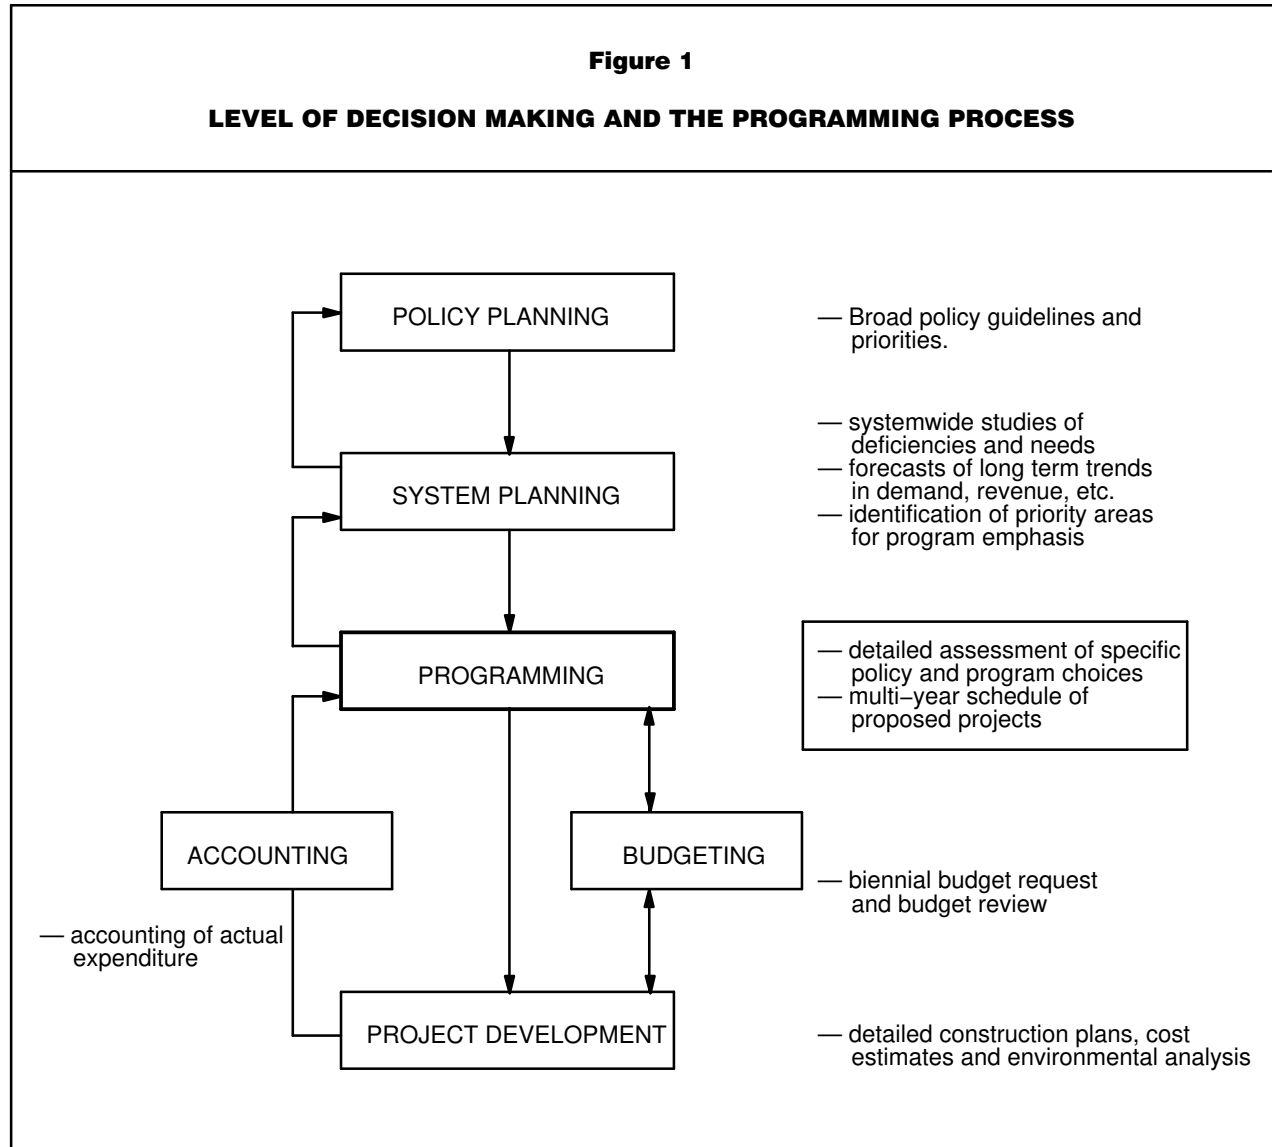 Figure 1
LEVEL OF DECISION MAKING AND THE PROGRAMMING PROCESS
POLICY PLANNING
— Broad policy guidelines and
priorities.
SYSTEM PLANNING
— systemwide studies of
deficiencies and needs
— forecasts of long term trends
in demand, revenue, etc.
— identification of priority areas
for program emphasis
PROGRAMMING
— detailed assessment of specific
policy and program choices
— multi−year schedule of
proposed projects
ACCOUNTING
— accounting of actual
expenditure
BUDGETING
— biennial budget request
and budget review
PROJECT DEVELOPMENT
— detailed construction plans, cost
estimates and environmental analysis